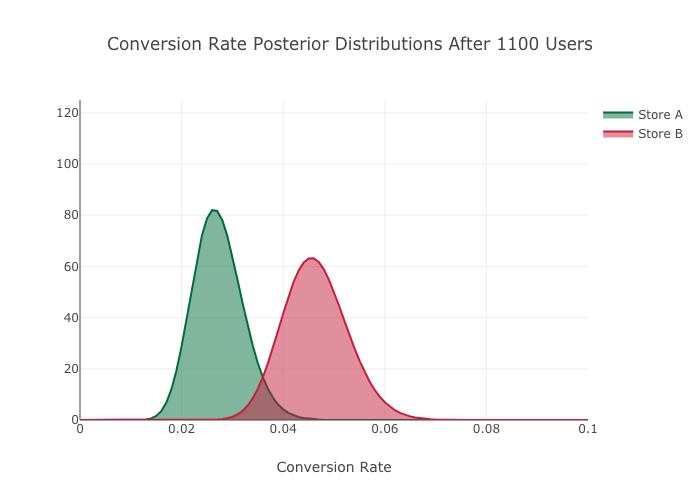 Conversion Rate Posterior Distributions After 1100 Users
120
100
80
60
40
20
0
0 0.02 0.04 0.06 0.08 0.1
Conversion Rate
Store A
Store B